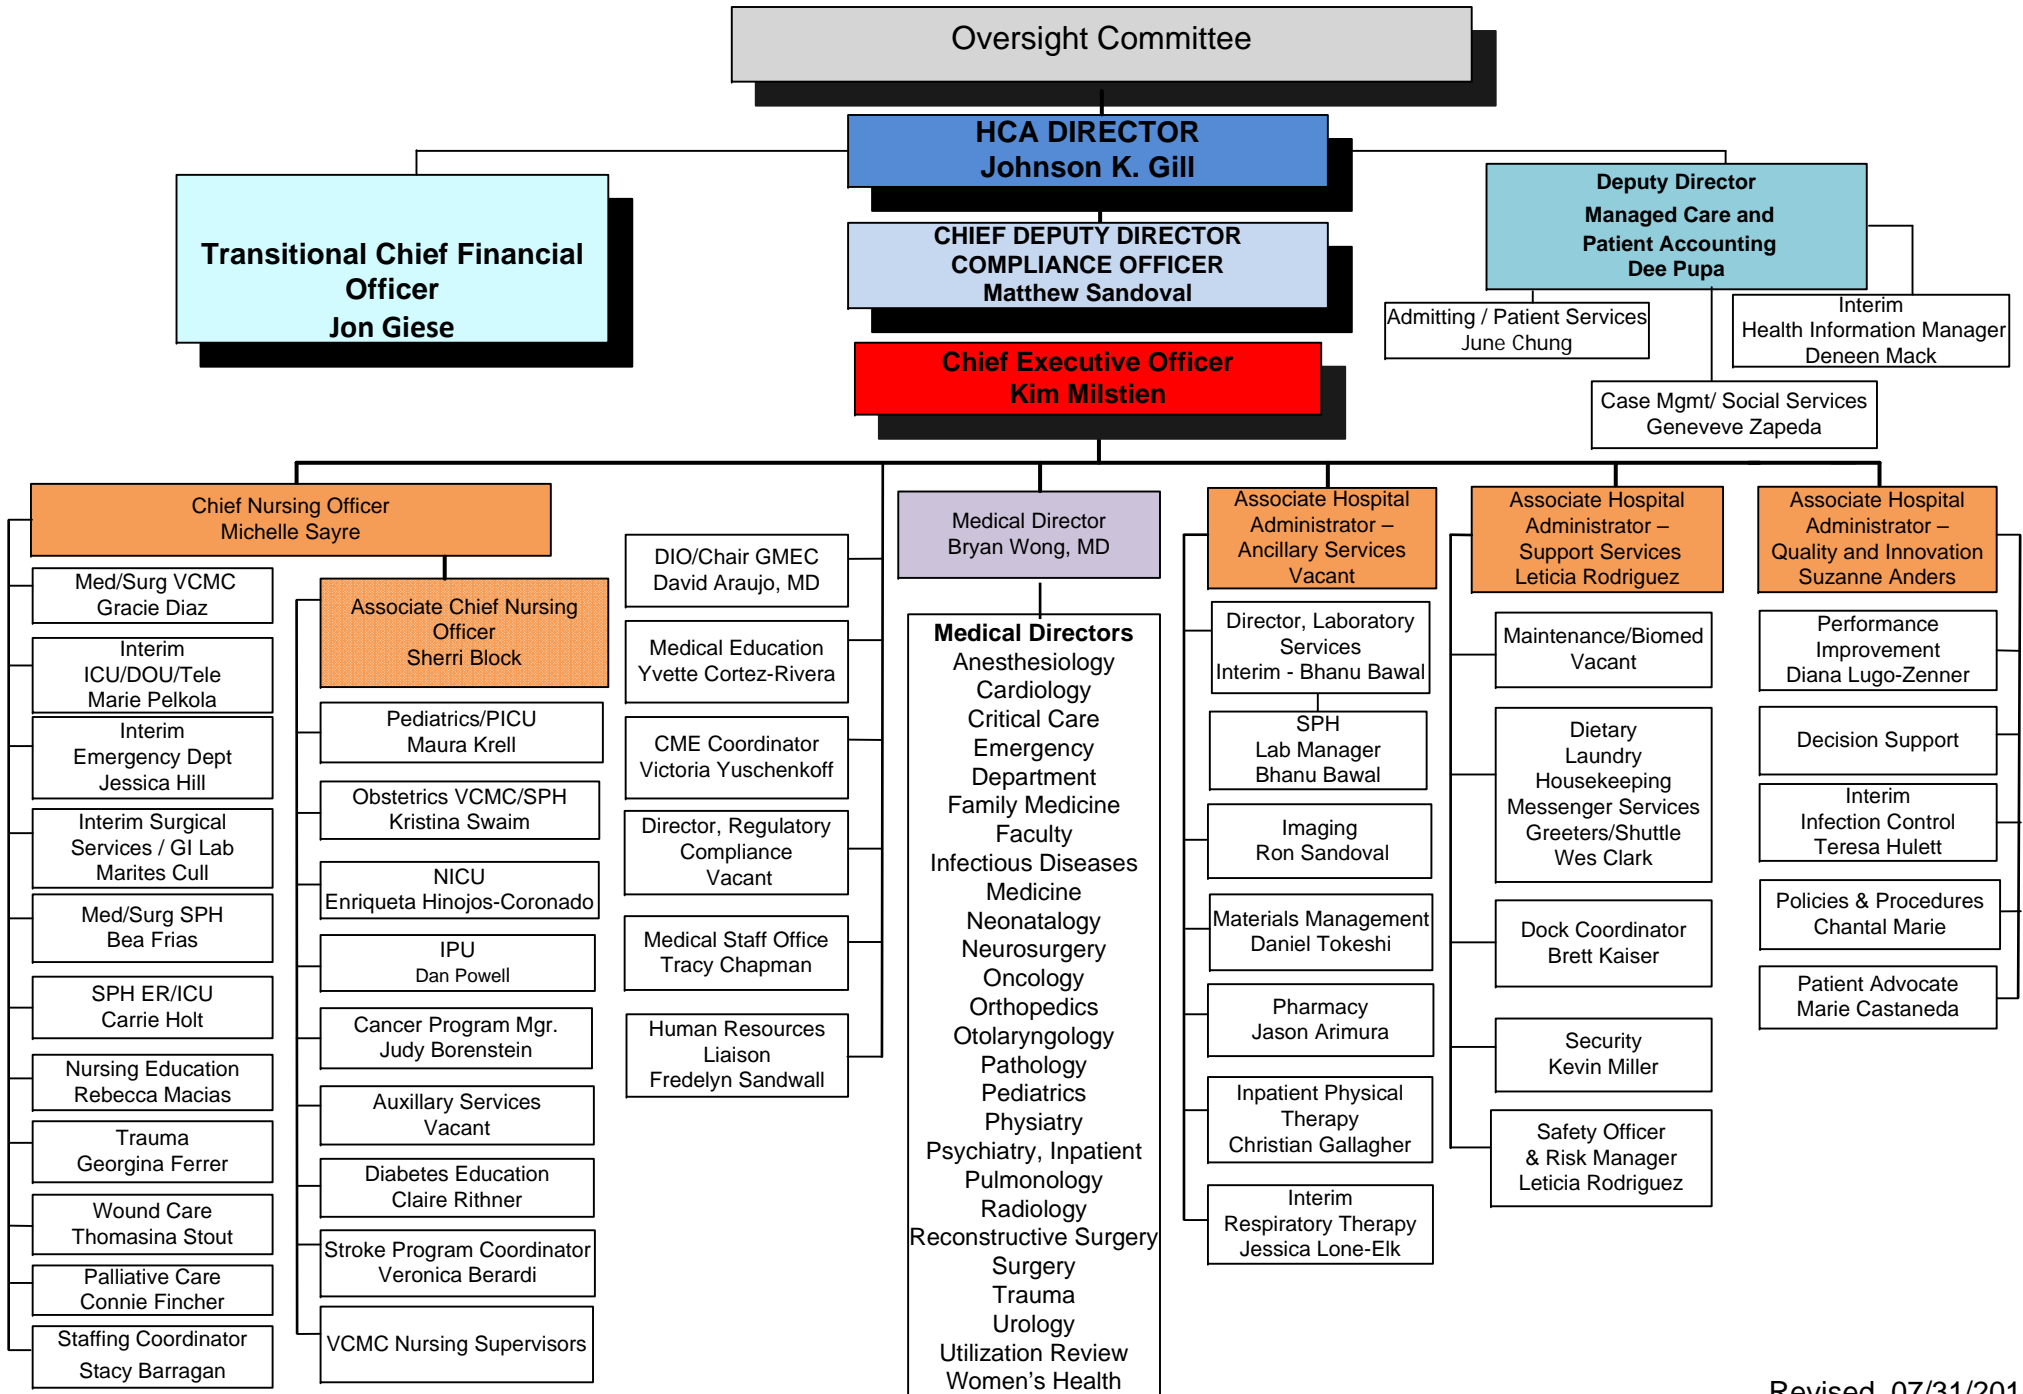 Oversight Committee
HCA DIRECTOR
Johnson K. Gill
Transitional Chief Financial
Officer
Jon Giese
CHIEF DEPUTY DIRECTOR
COMPLIANCE OFFICER
Matthew Sandoval
Deputy Director
Managed Care and
Patient Accounting
Dee Pupa
Admitting / Patient Services
June Chung
Interim
Health Information Manager
Deneen Mack
Case Mgmt/ Social Services
Geneveve Zapeda
Chief Executive Officer
Kim Milstien
Chief Nursing Officer
Michelle Sayre
Med/Surg VCMC
Gracie Diaz
Interim
ICU/DOU/Tele
Marie Pelkola
Interim
Emergency Dept
Jessica Hill
Interim Surgical
Services / GI Lab
Marites Cull
Med/Surg SPH
Bea Frias
SPH ER/ICU
Carrie Holt
Nursing Education
Rebecca Macias
Trauma
Georgina Ferrer
Wound Care
Thomasina Stout
Palliative Care
Connie Fincher
Staffing Coordinator
Stacy Barragan
Associate Chief Nursing
Officer
Sherri Block
Pediatrics/PICU
Maura Krell
Obstetrics VCMC/SPH
Kristina Swaim
NICU
Enriqueta Hinojos-Coronado
IPU
Dan Powell
Cancer Program Mgr.
Judy Borenstein
Auxillary Services
Vacant
Diabetes Education
Claire Rithner
Stroke Program Coordinator
Veronica Berardi
VCMC Nursing Supervisors
DIO/Chair GMEC
David Araujo, MD
Medical Education
Yvette Cortez-Rivera
CME Coordinator
Victoria Yuschenkoff
Director, Regulatory
Compliance
Vacant
Medical Staff Office
Tracy Chapman
Human Resources
Liaison
Fredelyn Sandwall
Medical Director
Bryan Wong, MD
Medical Directors
Anesthesiology
Cardiology
Critical Care
Emergency
Department
Family Medicine
Faculty
Infectious Diseases
Medicine
Neonatalogy
Neurosurgery
Oncology
Orthopedics
Otolaryngology
Pathology
Pediatrics
Physiatry
Psychiatry, Inpatient
Pulmonology
Radiology
Reconstructive Surgery
Surgery
Trauma
Urology
Utilization Review
Women's Health
Associate Hospital
Administrator –
Ancillary Services
Vacant
Director, Laboratory
Services
Interim - Bhanu Bawal
SPH
Lab Manager
Bhanu Bawal
Imaging
Ron Sandoval
Materials Management
Daniel Tokeshi
Pharmacy
Jason Arimura
Inpatient Physical
Therapy
Christian Gallagher
Interim
Respiratory Therapy
Jessica Lone-Elk
Associate Hospital
Administrator –
Support Services
Leticia Rodriguez
Maintenance/Biomed
Vacant
Dietary
Laundry
Housekeeping
Messenger Services
Greeters/Shuttle
Wes Clark
Dock Coordinator
Brett Kaiser
Security
Kevin Miller
Safety Officer
& Risk Manager
Leticia Rodriguez
Associate Hospital
Administrator –
Quality and Innovation
Suzanne Anders
Performance
Improvement
Diana Lugo-Zenner
Decision Support
Interim
Infection Control
Teresa Hulett
Policies & Procedures
Chantal Marie
Patient Advocate
Marie Castaneda
Revised 07/31/201